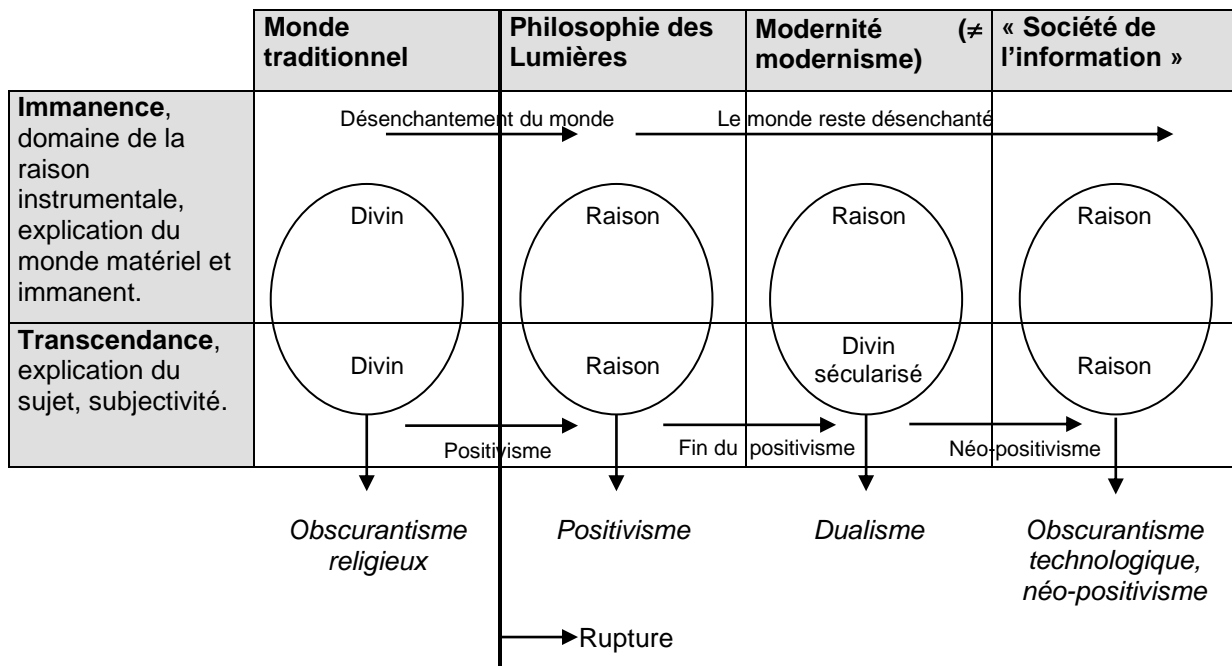 Monde
traditionnel
Philosophie des
Lumières
Modernité (≠
modernisme)
« Société de
l’information »
Immanence,
domaine de la
raison
instrumentale,
explication du
monde matériel et
immanent.
Désenchantement du monde
Le monde reste désenchanté
Divin
Raison
Raison
Raison
Transcendance,
explication du
sujet, subjectivité.
Divin
Raison
Divin
sécularisé
Raison
Positivisme
Fin du positivisme
Néo-positivisme
Obscurantisme
religieux
Positivisme
Dualisme
Obscurantisme
technologique,
néo-positivisme
Rupture